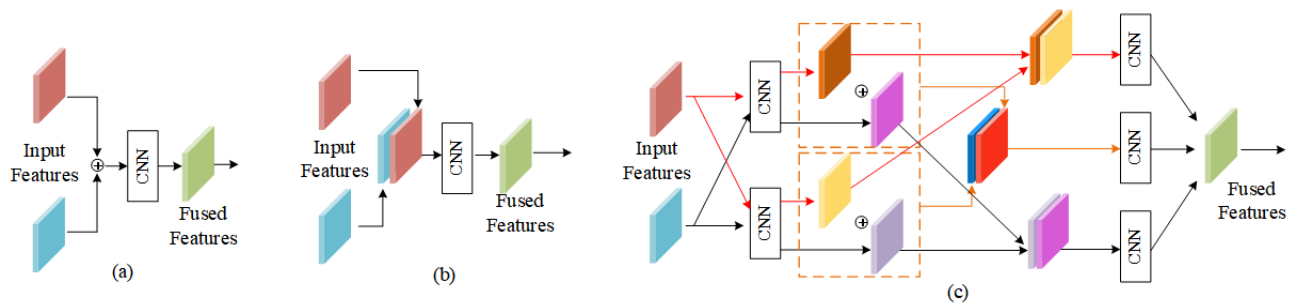 Input
Features
CNN
Fused
Features
(a)
Input
Features
CNN
Fused
Features
(b)
Input
Features
CNN
CNN
CNN
CNN
CNN
Fused
Features
(c)